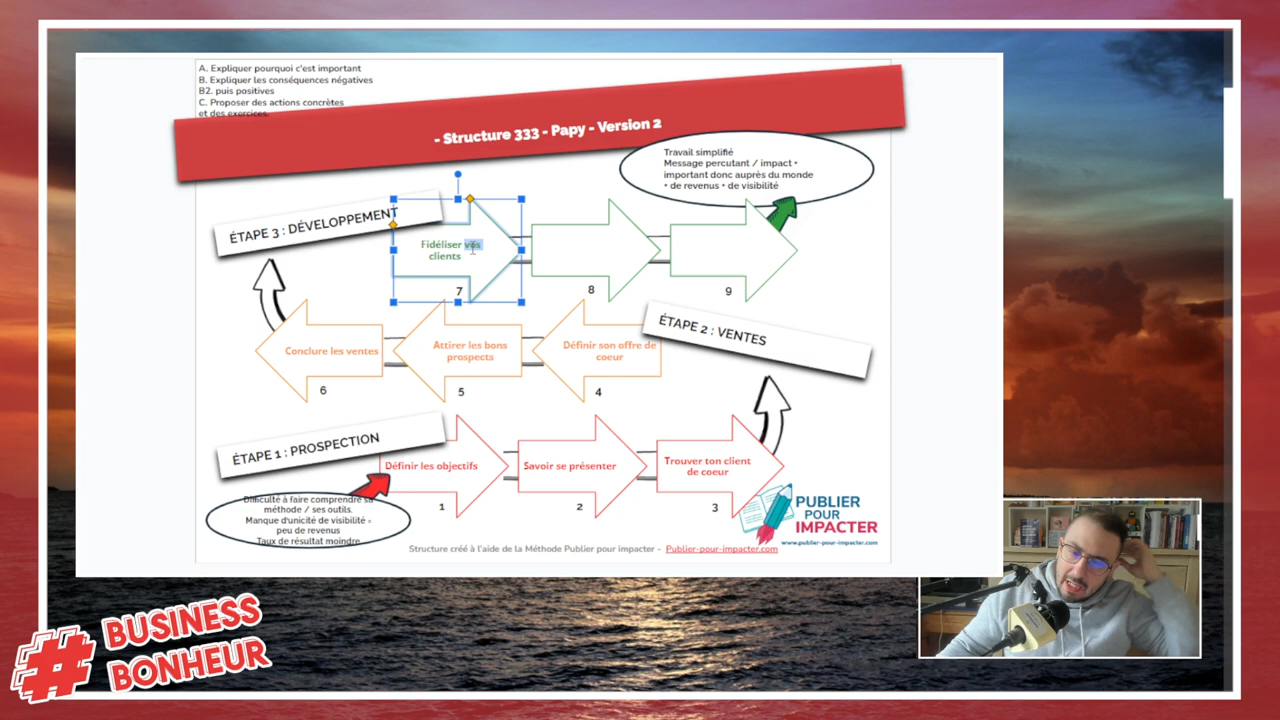 A. Expliquer pourquoi c'est important
B. Expliquer les conséquences négatives
B2. puis positives
C. Proposer des actions concrètes
et des exercices.
- Structure 333 - Papy - Version 2
Travail simplifié
Message percutant / impact +
important donc auprès du monde
+ de revenus + de visibilité
ÉTAPE 3 : DÉVELOPPEMENT
Fidéliser vos
clients
7
8
9
ÉTAPE 2 : VENTES
Conclure les ventes
6
Attirer les bons
prospects
5
Définir son offre de
coeur
4
ÉTAPE 1 : PROSPECTION
Définir les objectifs
1
Savoir se présenter
2
Trouver ton client
de coeur
3
Difficulté à faire comprendre sa
méthode / ses outils.
Manque d'unicité de visibilité =
peu de revenus
Taux de résultat moindre
PUBLIER
POUR
IMPACTER
www.publier-pour-impacter.com
Structure créé à l'aide de la Méthode Publier pour impacter - Publier-pour-impacter.com
# BUSINESS
BONHEUR